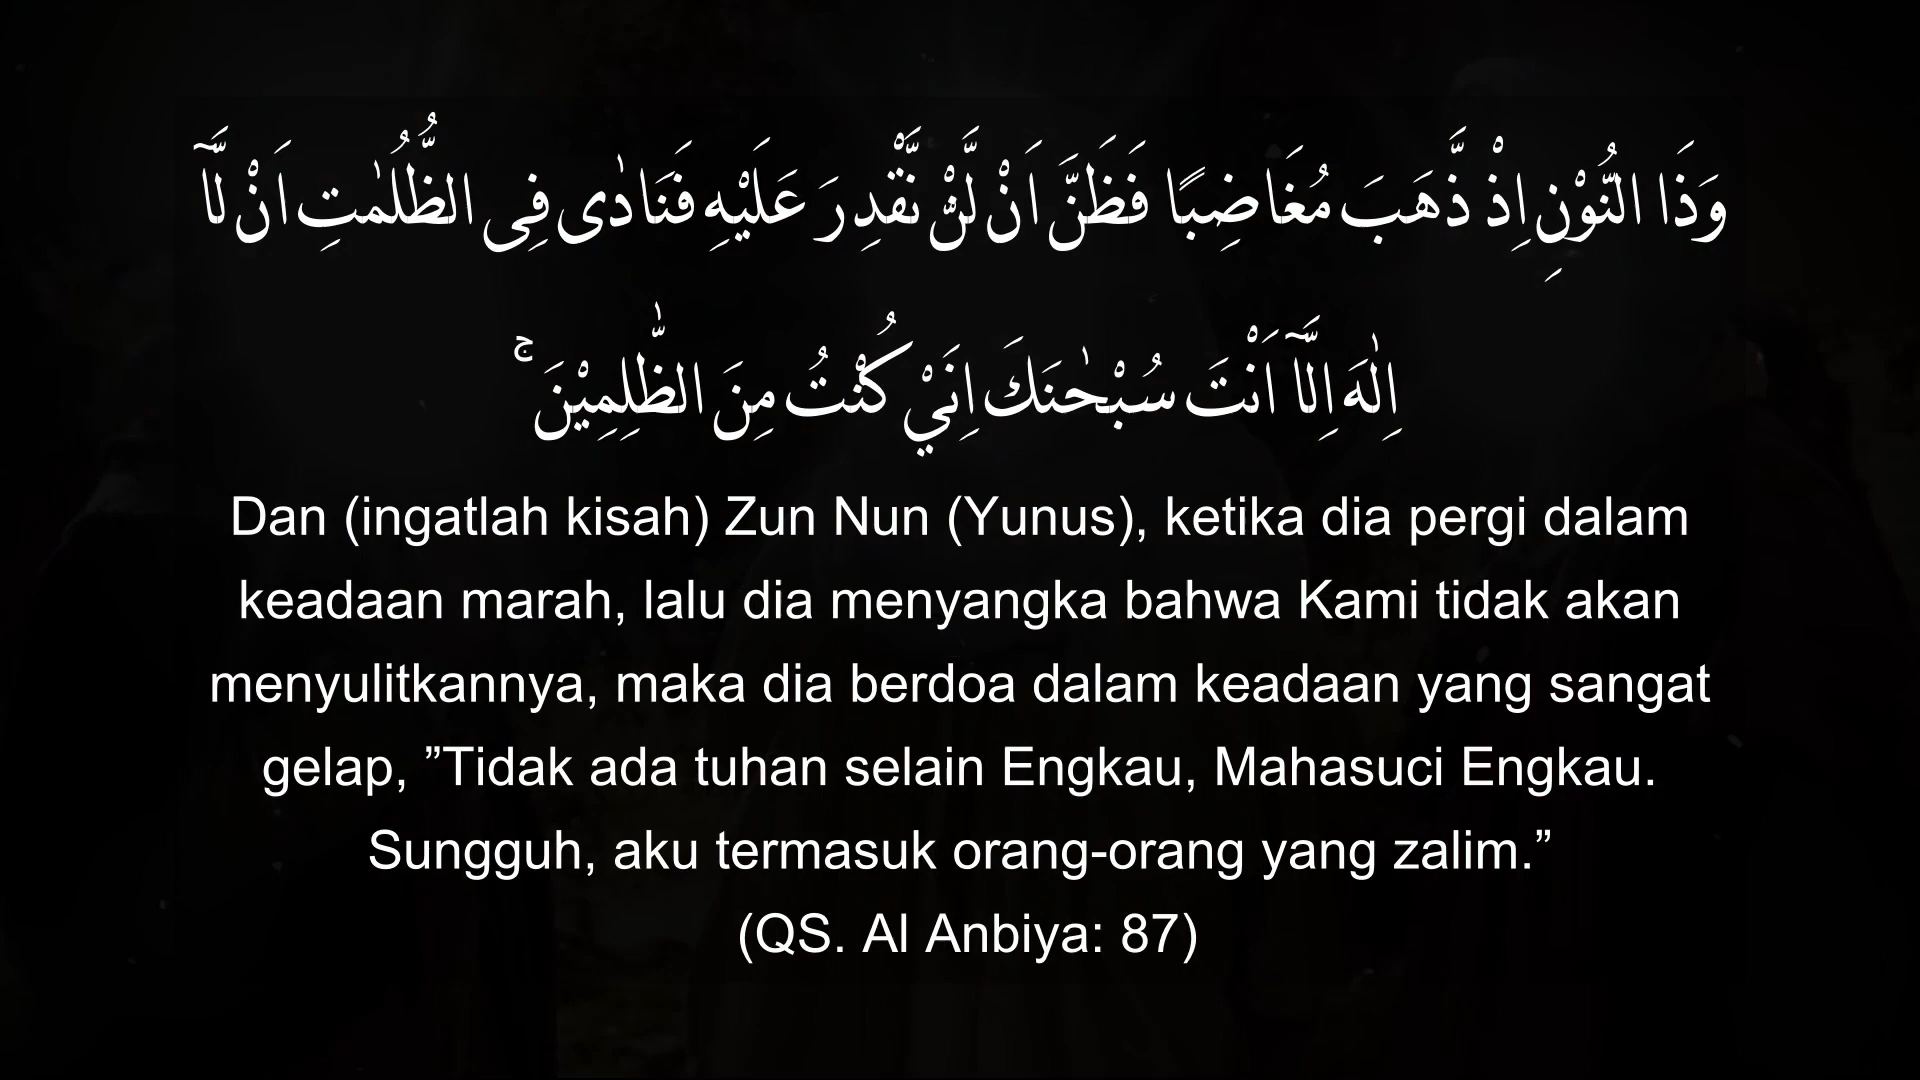 وَذَا النُّوْنِ اِذْ ذَّهَبَ مُغَاضِبًا فَظَنَّ اَنْ لَّنْ نَّقْدِرَ عَلَيْهِ فَنَادٰى فِى الظُّلُمٰتِ اَنْ لَّآ
اِلٰهَ اِلَّآ اَنْتَ سُبْحٰنَكَ اِنَيْ كُنْتُ مِنَ الظّٰلِمِيْنَ ۚ
Dan (ingatlah kisah) Zun Nun (Yunus), ketika dia pergi dalam
keadaan marah, lalu dia menyangka bahwa Kami tidak akan
menyulitkannya, maka dia berdoa dalam keadaan yang sangat
gelap, ”Tidak ada tuhan selain Engkau, Mahasuci Engkau.
Sungguh, aku termasuk orang-orang yang zalim.”
(QS. Al Anbiya: 87)